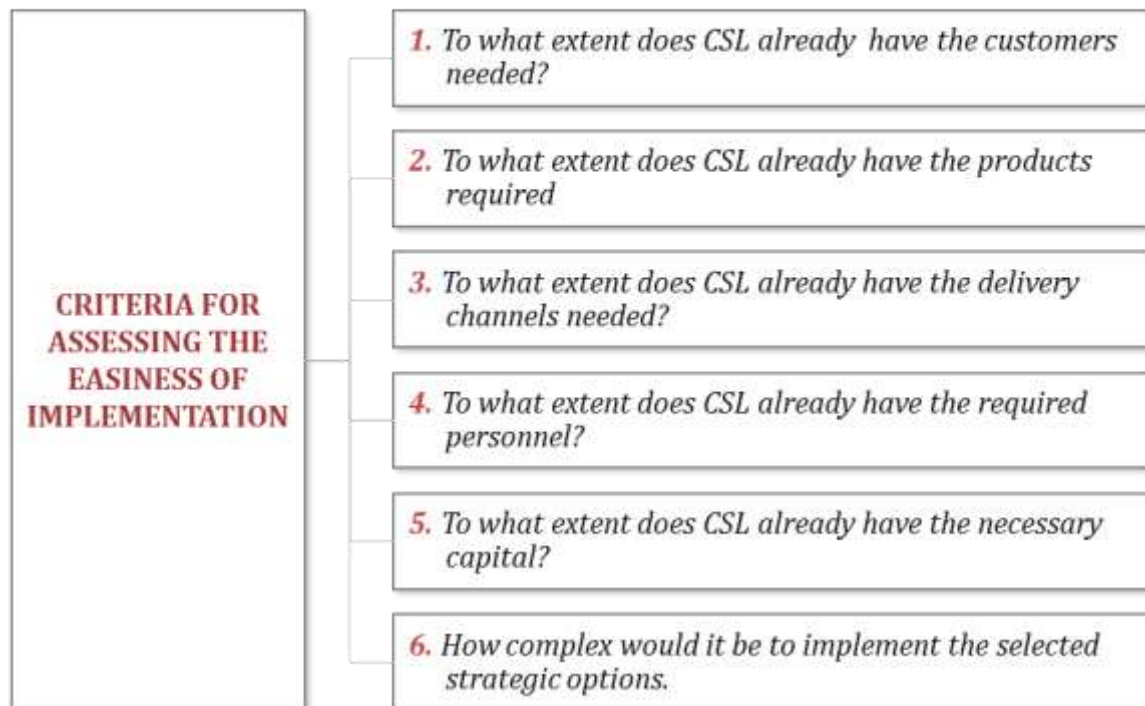 CRITERIA FOR
ASSESSING THE
EASINESS OF
IMPLEMENTATION
1. To what extent does CSL already have the customers
needed?
2. To what extent does CSL already have the products
required
3. To what extent does CSL already have the delivery
channels needed?
4. To what extent does CSL already have the required
personnel?
5. To what extent does CSL already have the necessary
capital?
6. How complex would it be to implement the selected
strategic options.